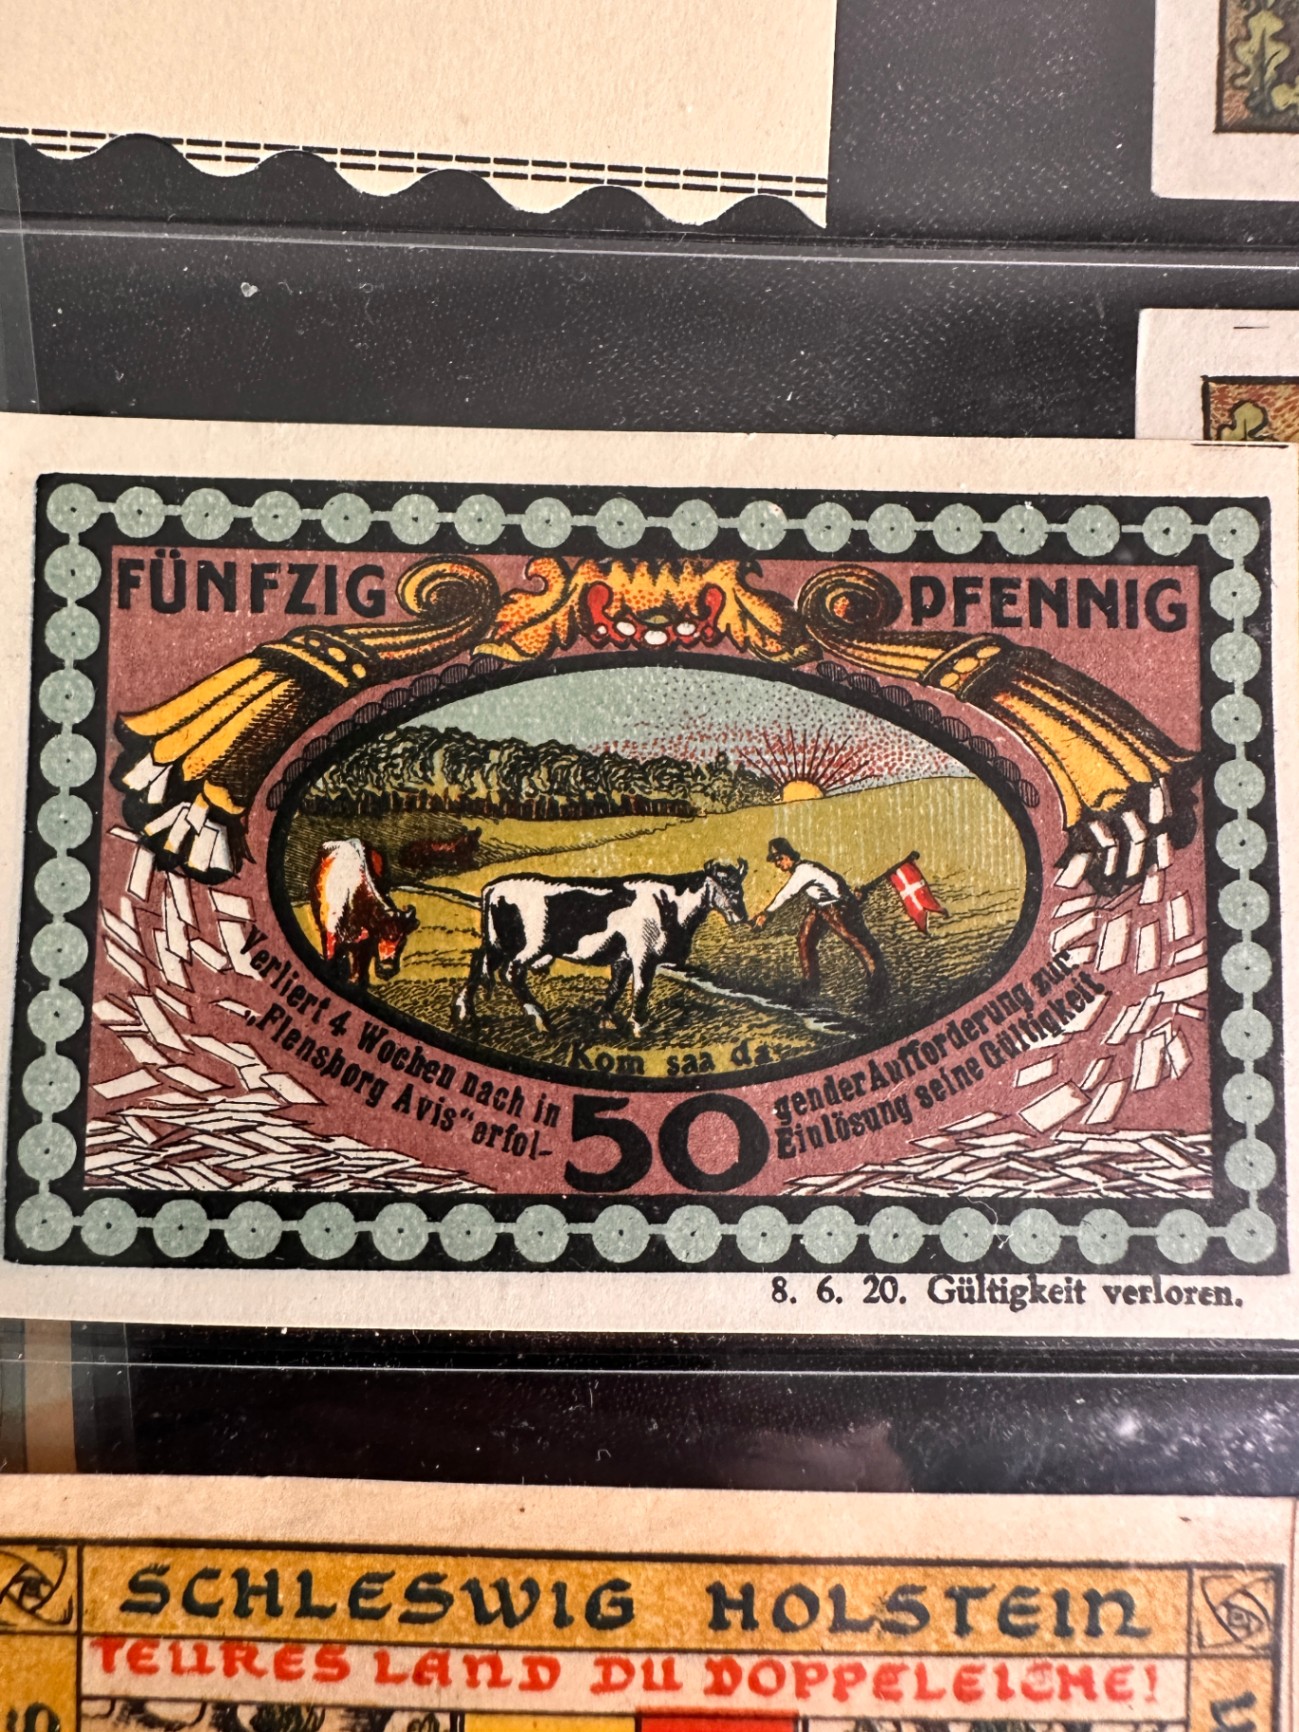 FÜNFZIG PFENNIG
Verliert 4 Wochen nach in
„Flensborg Avis“ erfol-
gender Aufforderung zur
Einlösung seine Gültigkeit
Kom saa da
50
8. 6. 20. Gültigkeit verloren.
SCHLESWIG HOLSTEIN
TEURES LAND DU DOPPELEICHE!